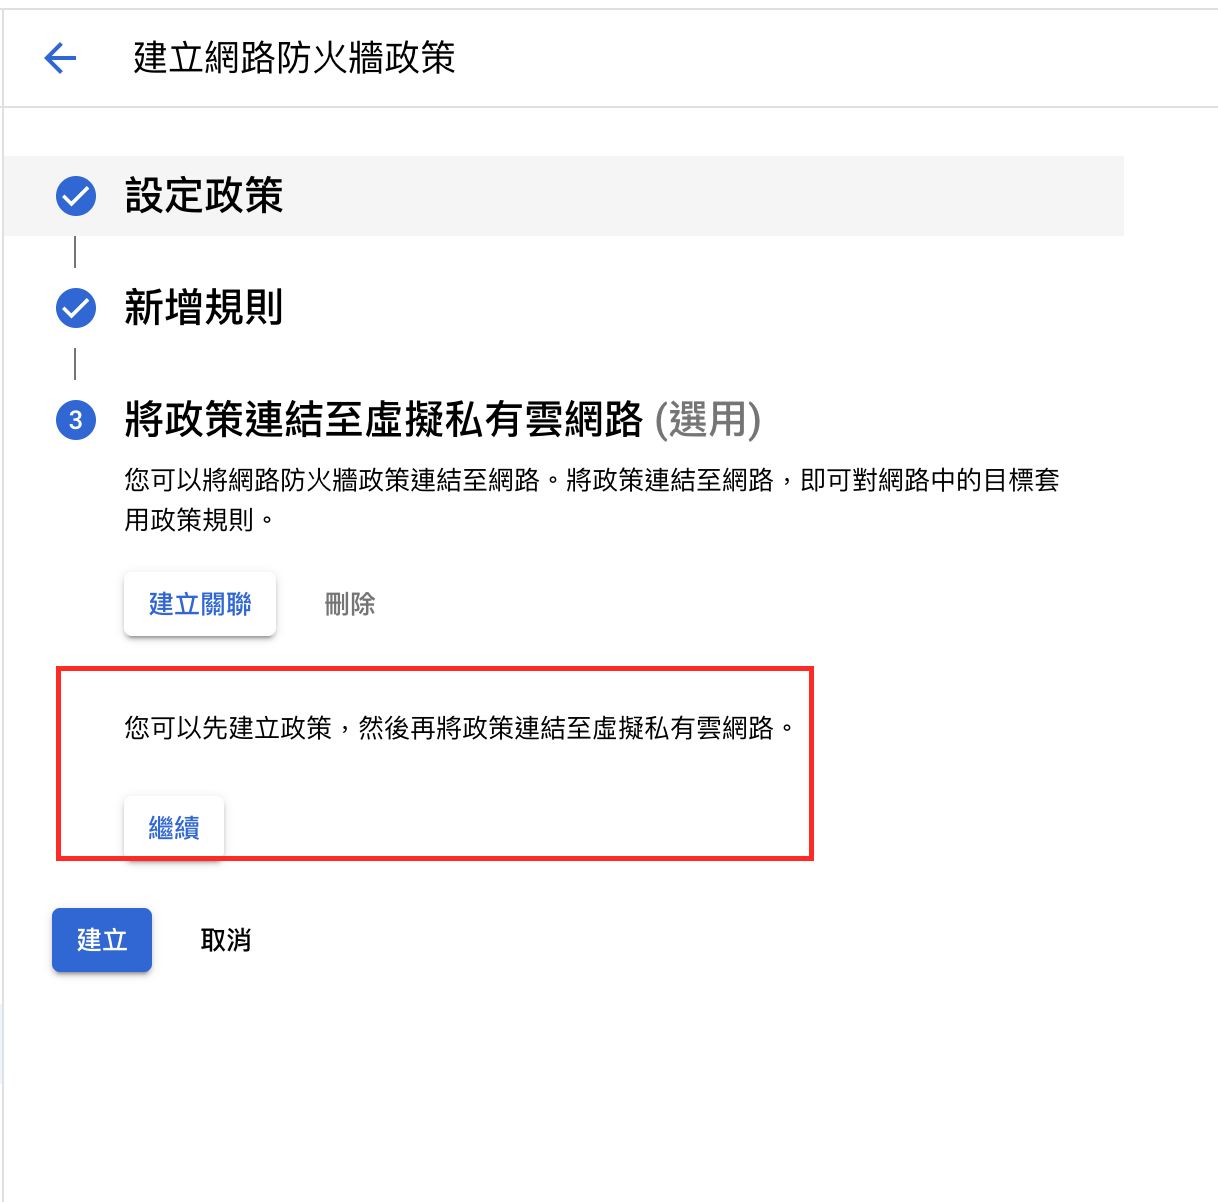 建立網路防火牆政策
設定政策
新增規則
3 將政策連結至虛擬私有雲網路 (選用)
您可以將網路防火牆政策連結至網路。將政策連結至網路，即可對網路中的目標套
用政策規則。
建立關聯 刪除
您可以先建立政策，然後再將政策連結至虛擬私有雲網路。
繼續
建立 取消